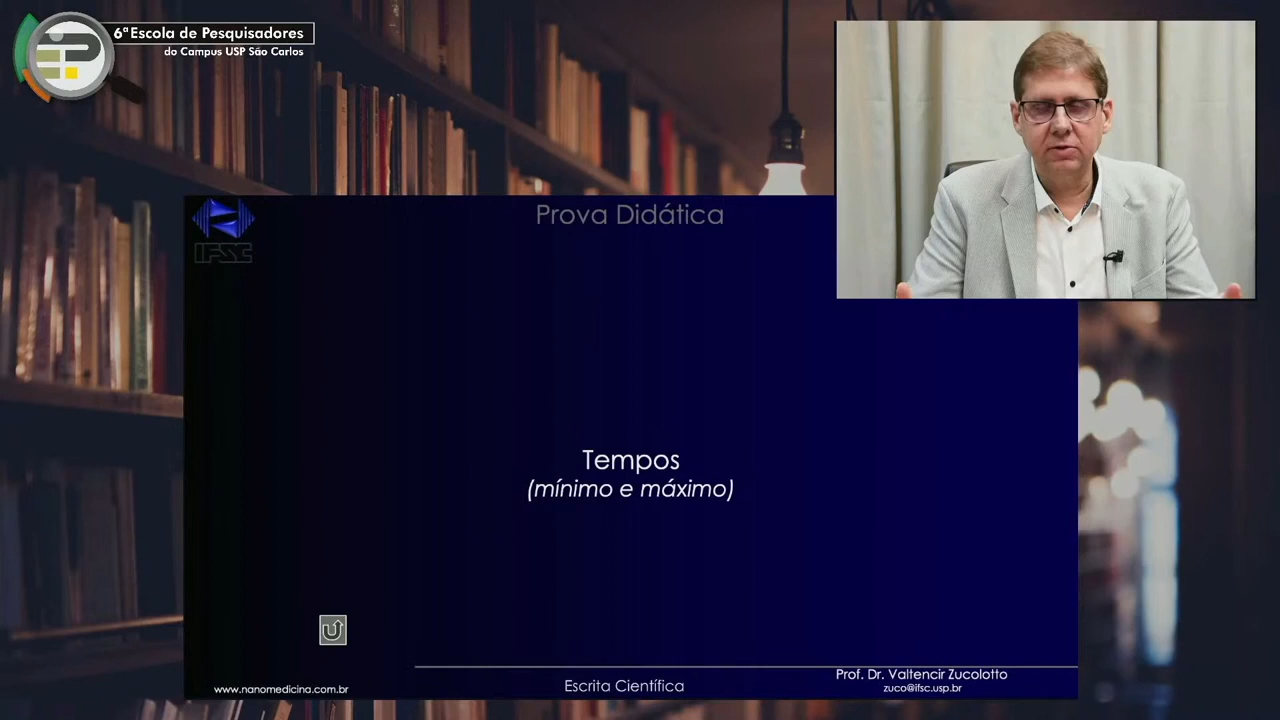 6ª Escola de Pesquisadores
do Campus USP São Carlos
Prova Didática
IFSC
Tempos
(mínimo e máximo)
www.nanomedicina.com.br
Escrita Científica
Prof. Dr. Valtencir Zucolotto
zuco@ifsc.usp.br